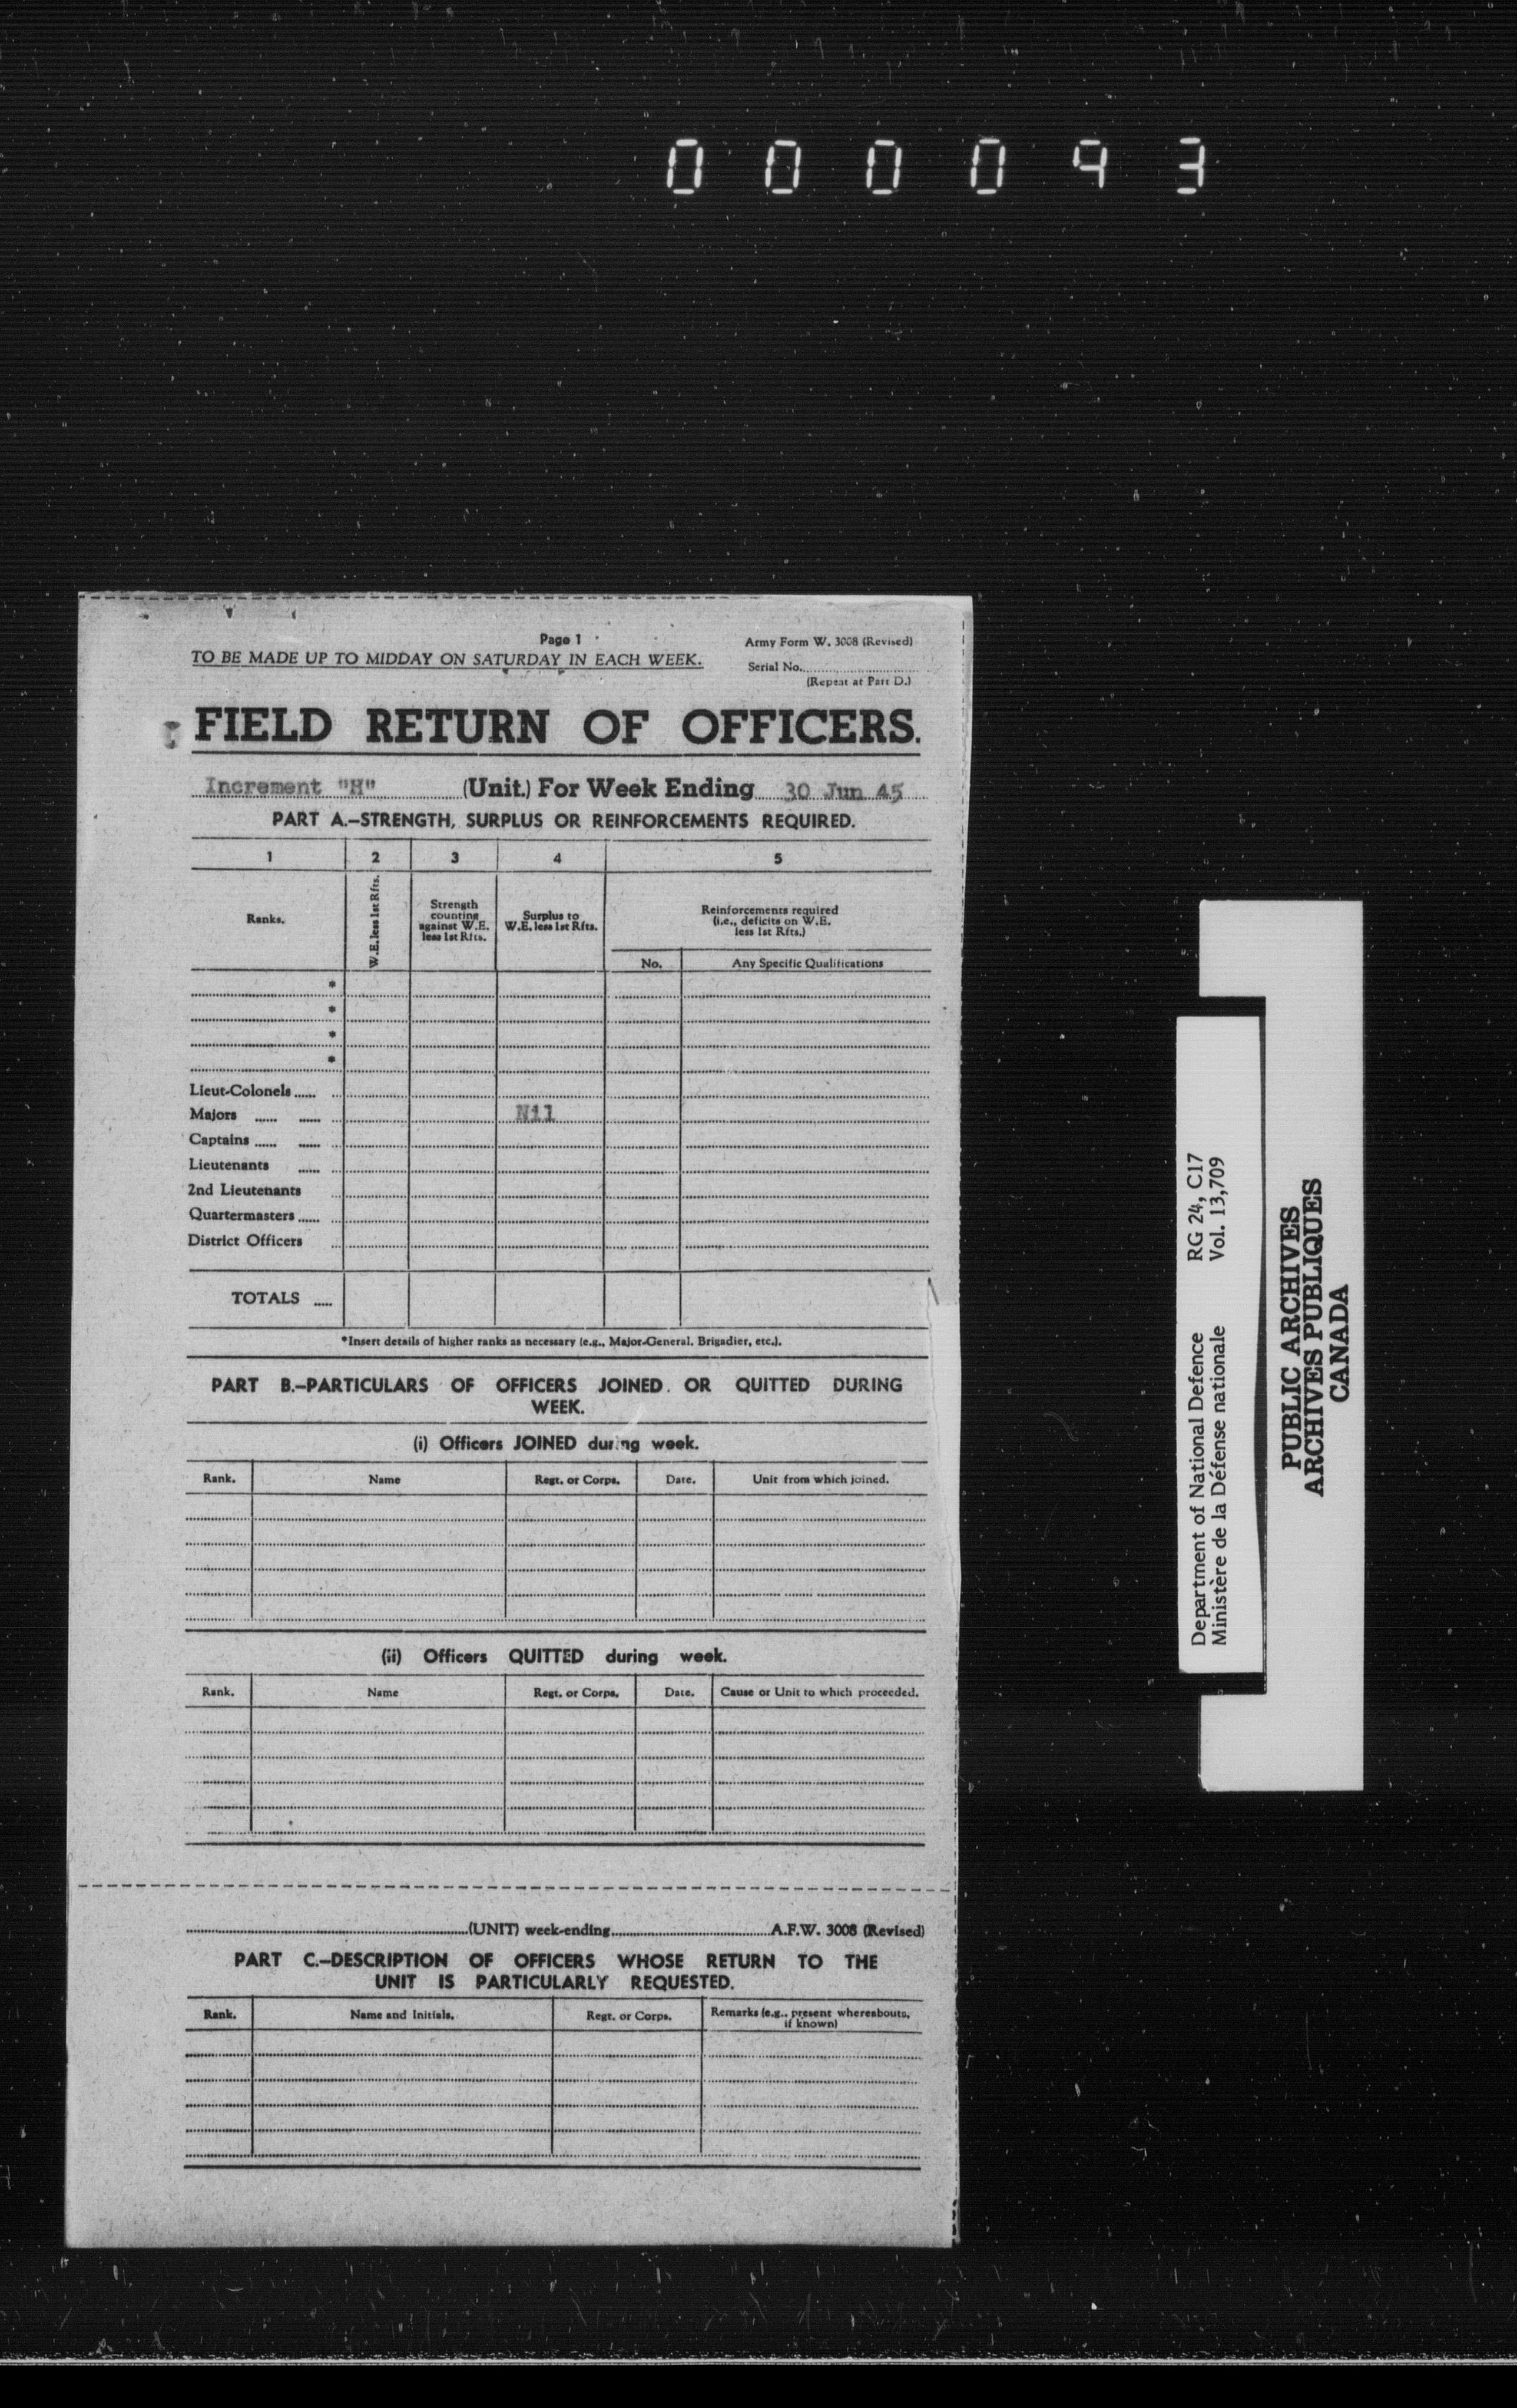 000093
Page 1
Army Form W. 3008 (Revised)
TO BE MADE UP TO MIDDAY ON SATURDAY IN EACH WEEK.
Serial No.
(Repeat at Part D.)
FIELD RETURN OF OFFICERS.
Increment "H" (Unit.) For Week Ending 30 Jun 45
PART A.—STRENGTH, SURPLUS OR REINFORCEMENTS REQUIRED.
1 2 3 4 5
Ranks.
W.E. less 1st Rfts.
Strength
counting
against W.E.
less 1st Rfts.
Surplus to
W.E. less 1st Rfts.
Reinforcements required
(i.e., deficits on W.E.
less 1st Rfts.)
No. Any Specific Qualifications
*
*
*
*
Lieut-Colonels
Majors Nil
Captains
Lieutenants
2nd Lieutenants
Quartermasters
District Officers
TOTALS
*Insert details of higher ranks as necessary (e.g., Major-General. Brigadier, etc.).
PART B.—PARTICULARS OF OFFICERS JOINED OR QUITTED DURING
WEEK.
(i) Officers JOINED during week.
Rank. Name Regt. or Corps. Date. Unit from which joined.
(ii) Officers QUITTED during week.
Rank. Name Regt. or Corps. Date. Cause or Unit to which proceeded.
(UNIT) week-ending A.F.W. 3008 (Revised)
PART C.—DESCRIPTION OF OFFICERS WHOSE RETURN TO THE
UNIT IS PARTICULARLY REQUESTED.
Rank. Name and Initials. Regt. or Corps. Remarks (e.g., present whereabouts,
if known)
Department of National Defence RG 24, C17
Ministère de la Défense nationale Vol. 13,709
PUBLIC ARCHIVES
ARCHIVES PUBLIQUES
CANADA